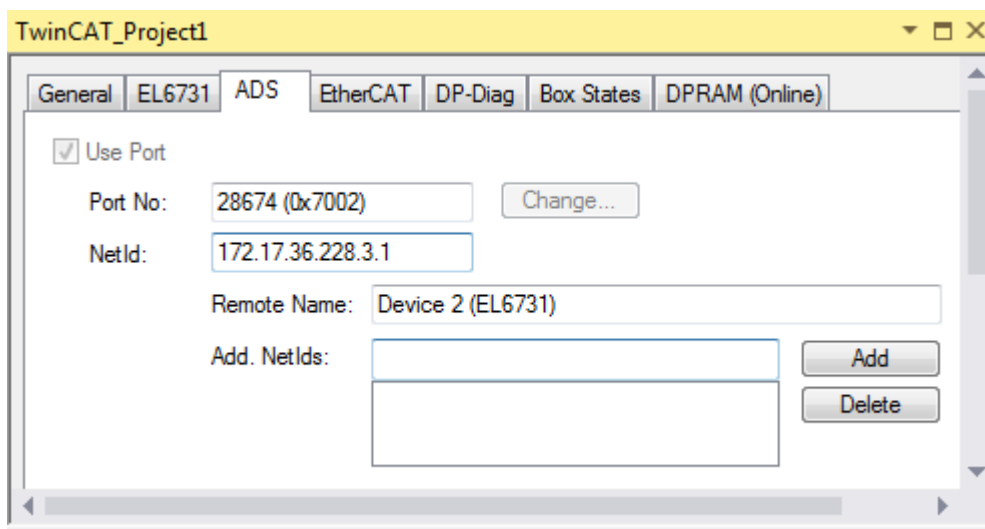 TwinCAT_Project1
General EL6731 ADS EtherCAT DP-Diag Box States DPRAM (Online)
Use Port
Port No: 28674 (0x7002) Change...
NetId: 172.17.36.228.3.1
Remote Name: Device 2 (EL6731)
Add. NetIds: Add
Delete